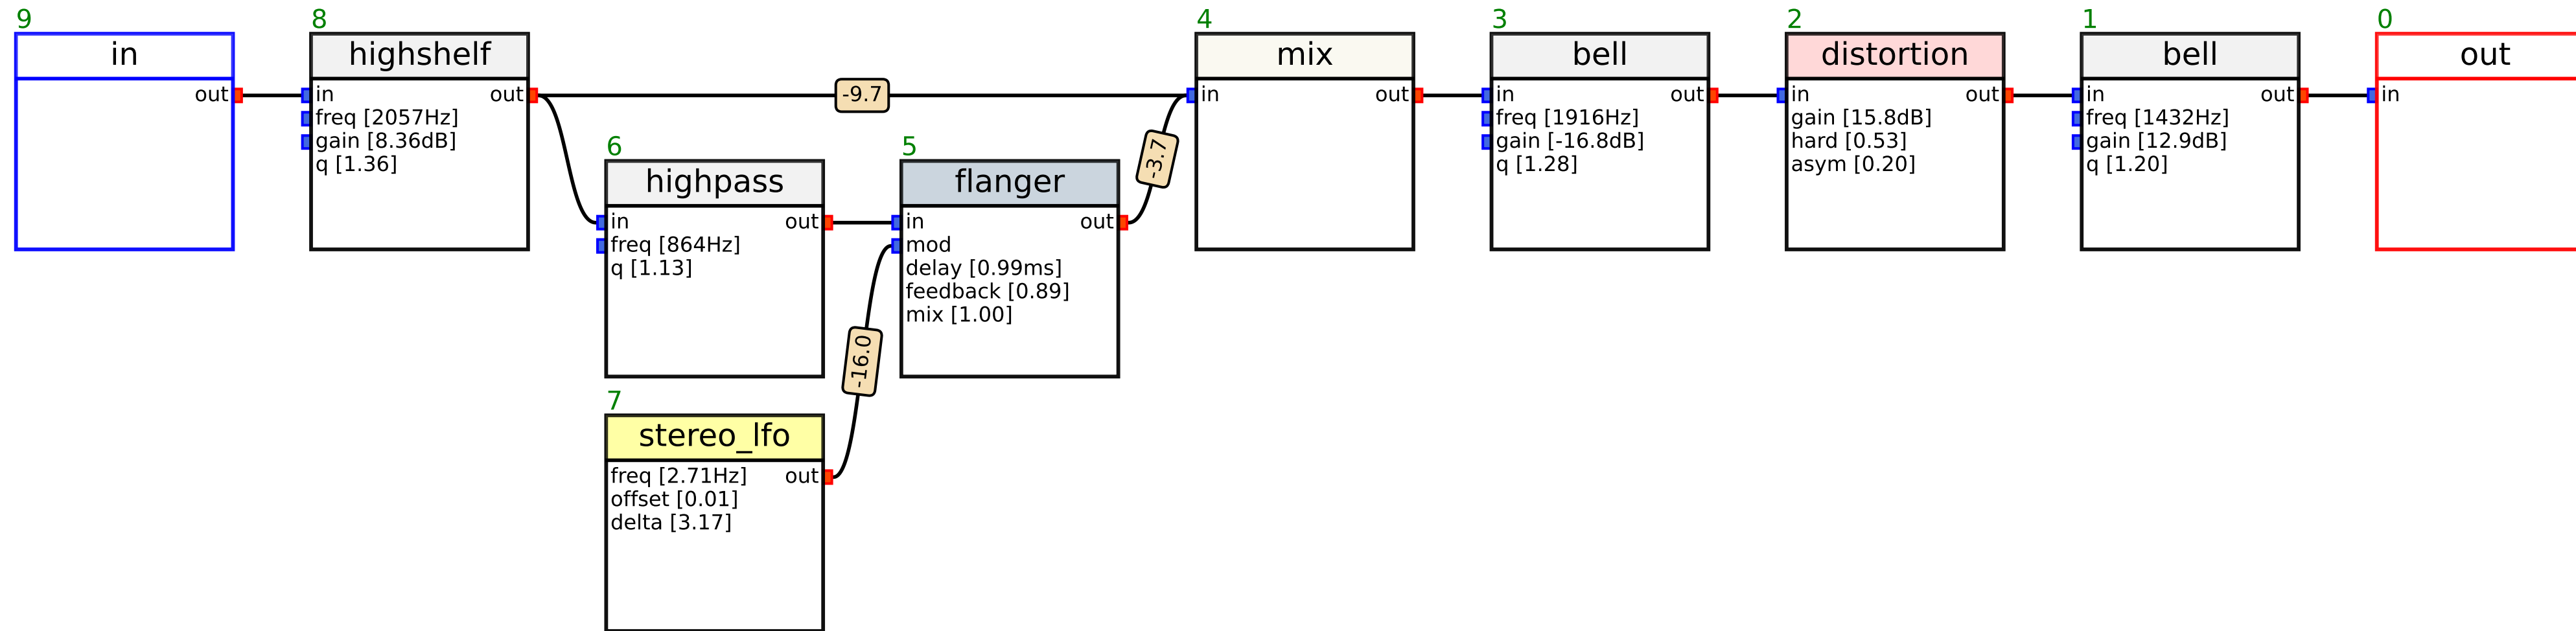 9
in
out
8
highshelf
in
out
freq [2057Hz]
gain [8.36dB]
q [1.36]
-9.7
6
highpass
in
out
freq [864Hz]
q [1.13]
5
flanger
in
out
mod
delay [0.99ms]
feedback [0.89]
mix [1.00]
-3.7
-16.0
7
stereo_lfo
freq [2.71Hz]
out
offset [0.01]
delta [3.17]
4
mix
in
out
3
bell
in
out
freq [1916Hz]
gain [-16.8dB]
q [1.28]
2
distortion
in
out
gain [15.8dB]
hard [0.53]
asym [0.20]
1
bell
in
out
freq [1432Hz]
gain [12.9dB]
q [1.20]
0
out
in